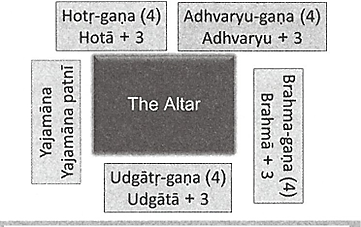 Hotṛ-gaṇa (4)
Hotā + 3
Adhvaryu-gaṇa (4)
Adhvaryu + 3
Yajamāna
Yajamāna patnī
The Altar
Brahma-gaṇa (4)
Brahmā + 3
Udgātṛ-gaṇa (4)
Udgātā + 3